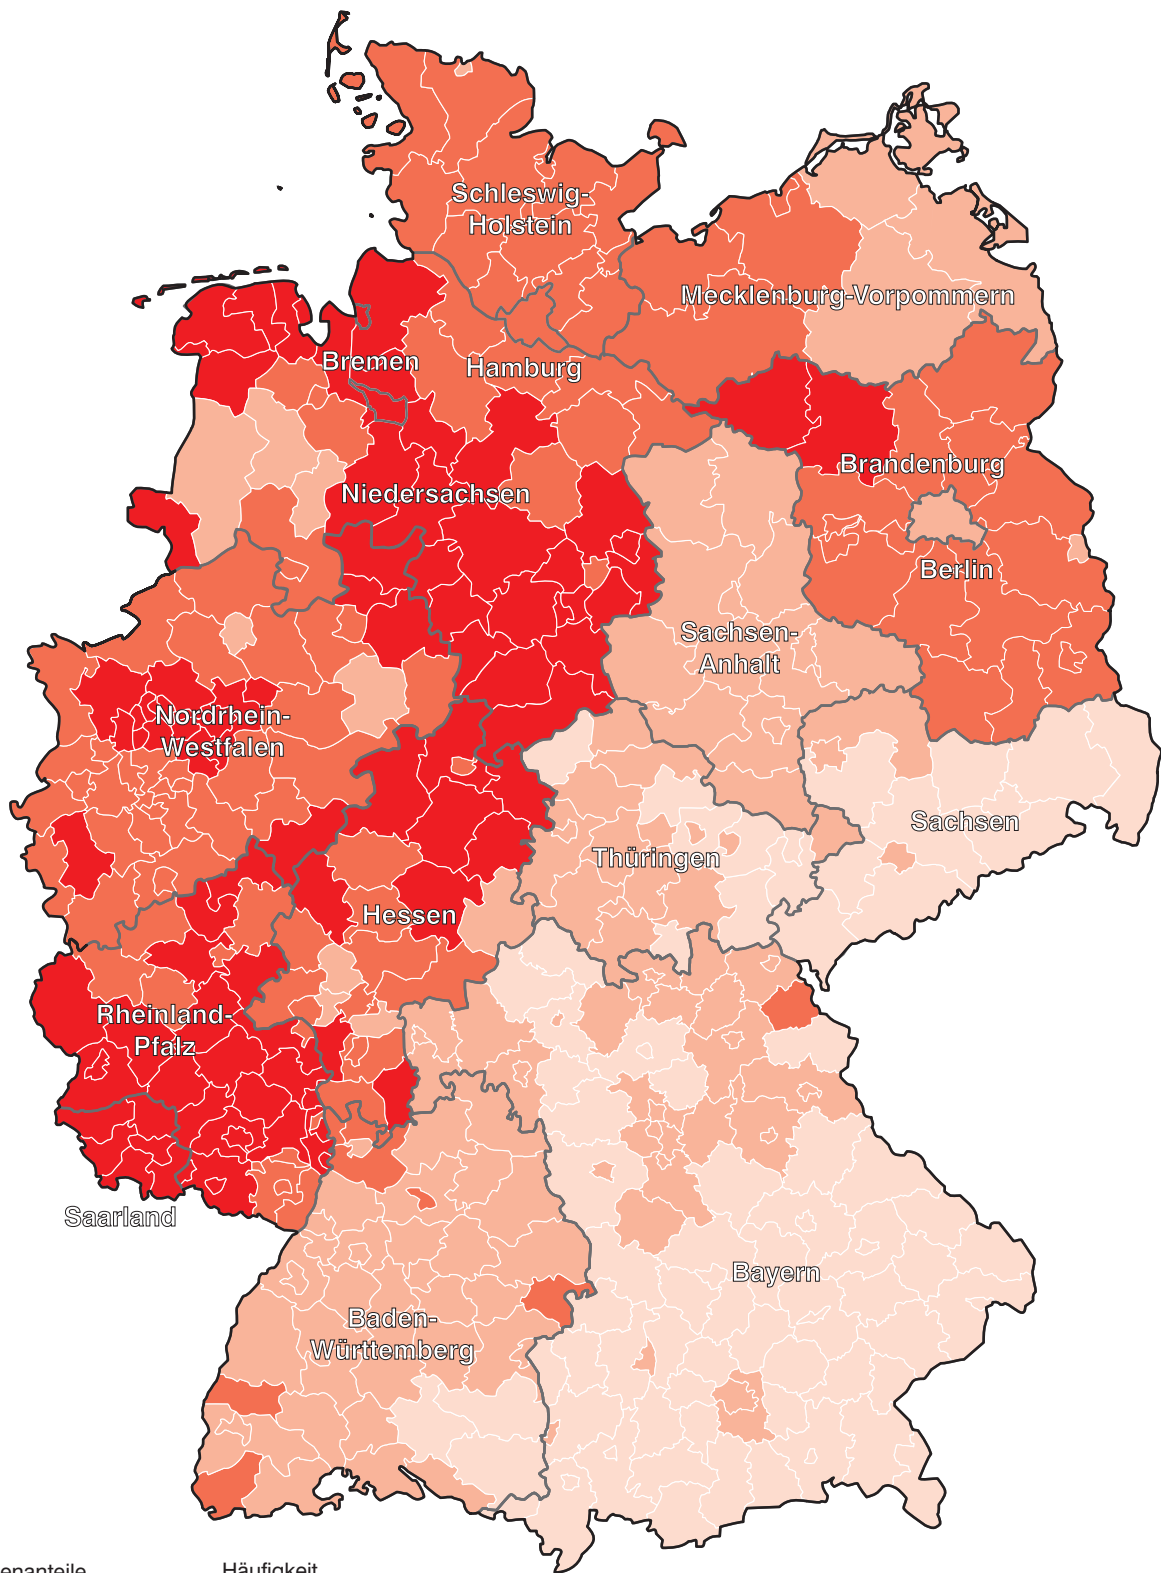 Schleswig-
Holstein
Mecklenburg-Vorpommern
Bremen
Hamburg
Brandenburg
Niedersachsen
Berlin
Sachsen-
Anhalt
Nordrhein-
Westfalen
Sachsen
Thüringen
Hessen
Rheinland-
Pfalz
Saarland
Bayern
Baden-
Württemberg